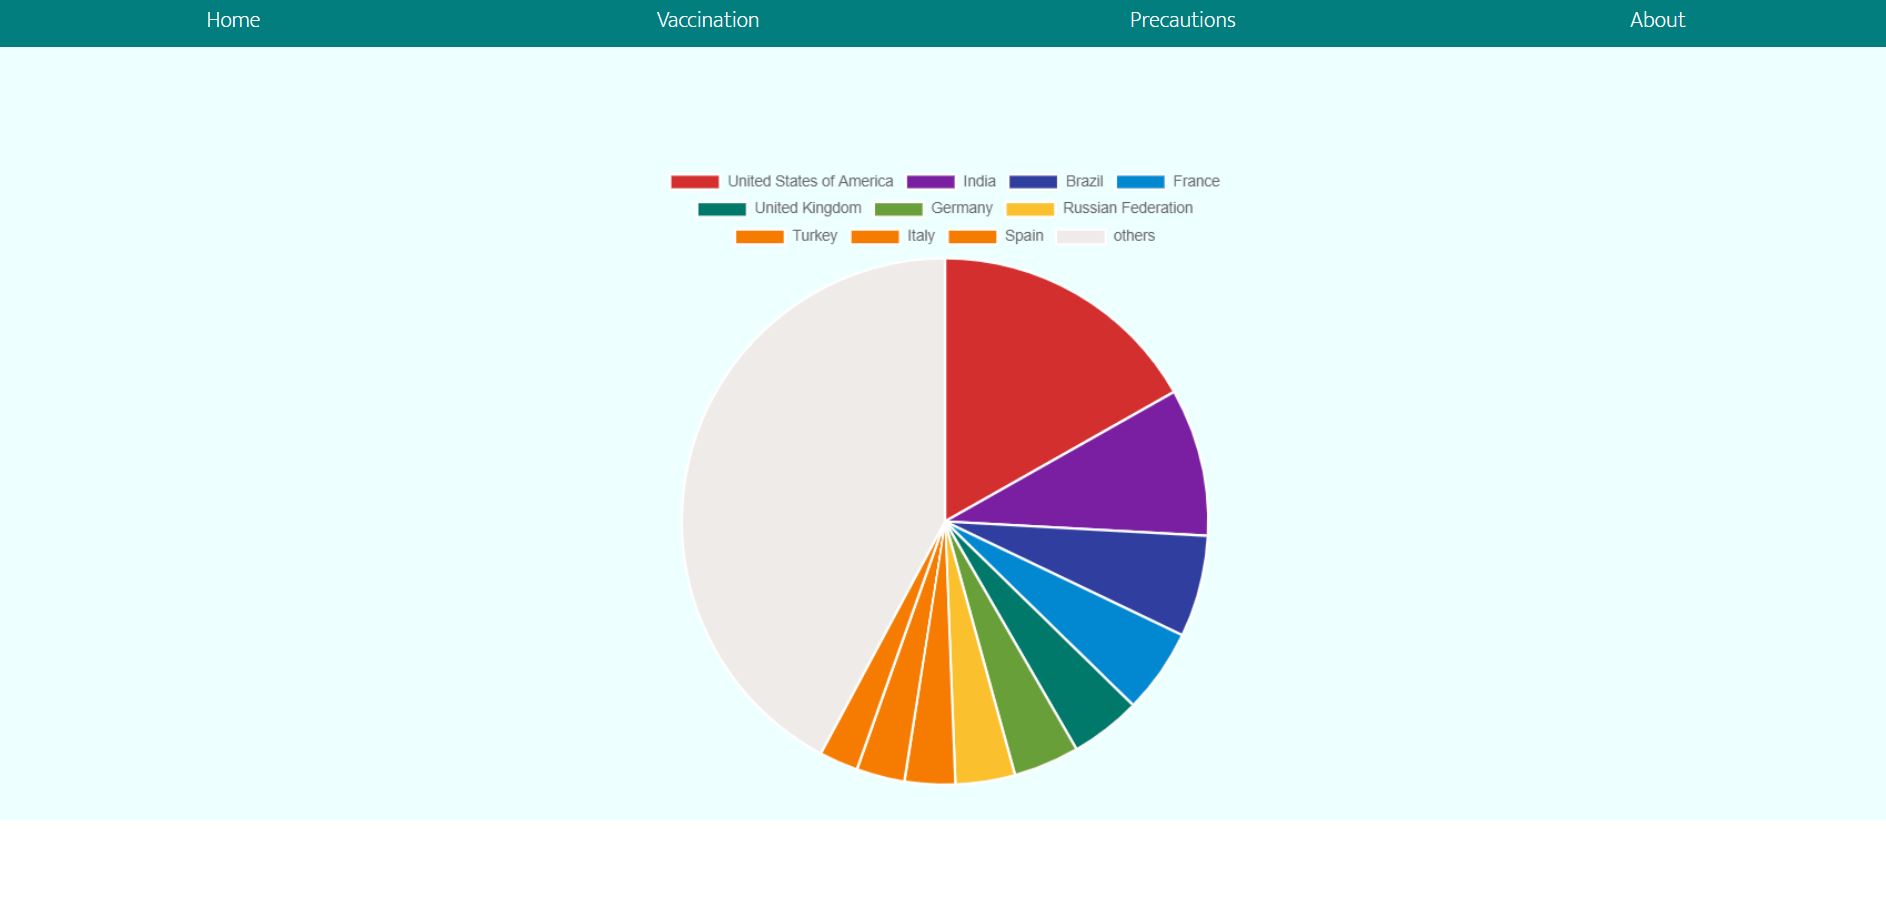 Home Vaccination Precautions About
United States of America India Brazil France
United Kingdom Germany Russian Federation
Turkey Italy Spain others